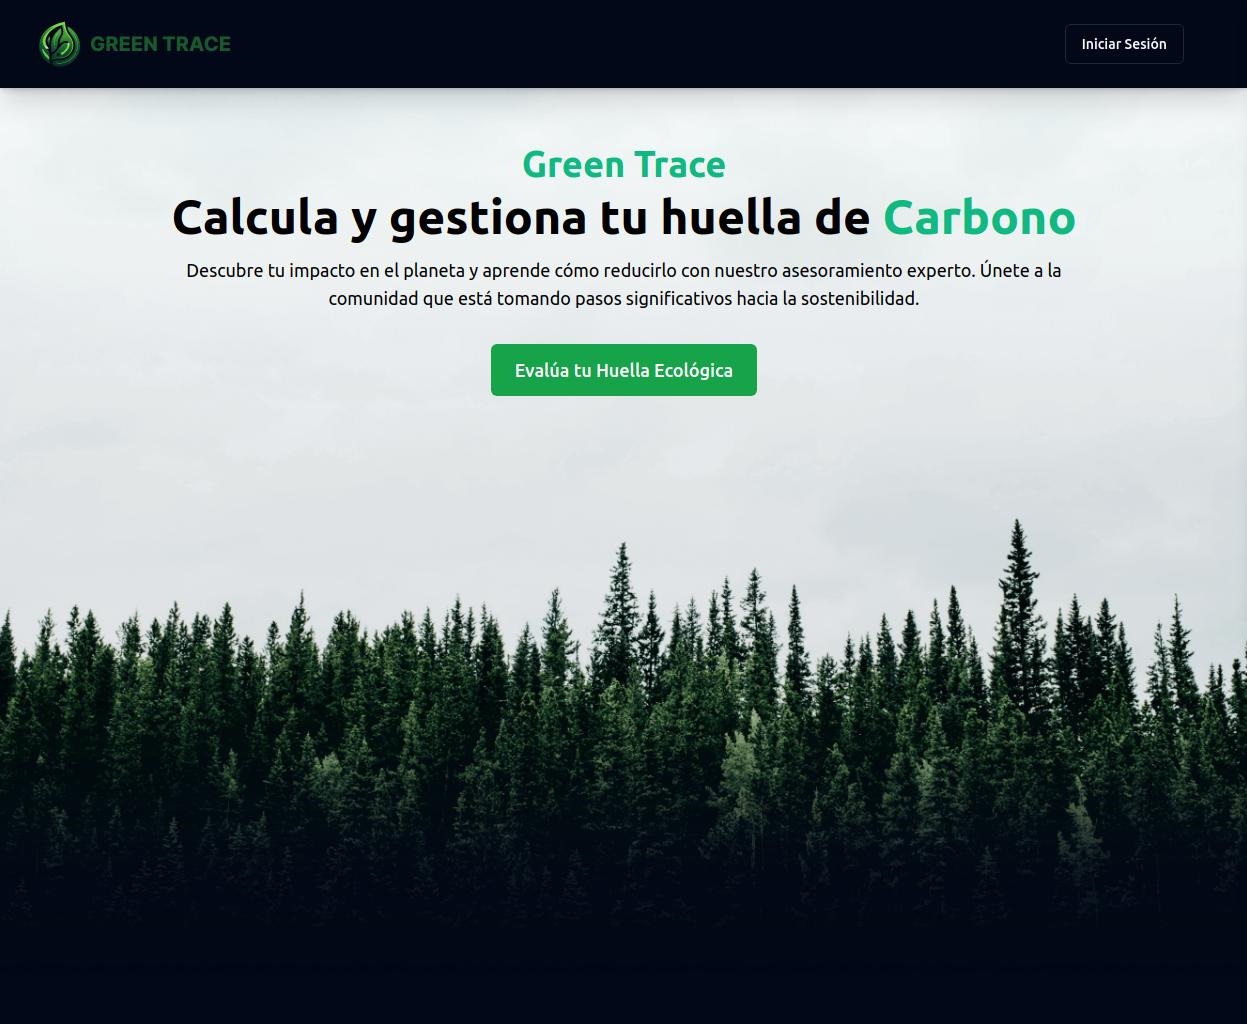 GREEN TRACE
Iniciar Sesión
Green Trace
Calcula y gestiona tu huella de Carbono
Descubre tu impacto en el planeta y aprende cómo reducirlo con nuestro asesoramiento experto. Únete a la
comunidad que está tomando pasos significativos hacia la sostenibilidad.
Evalúa tu Huella Ecológica